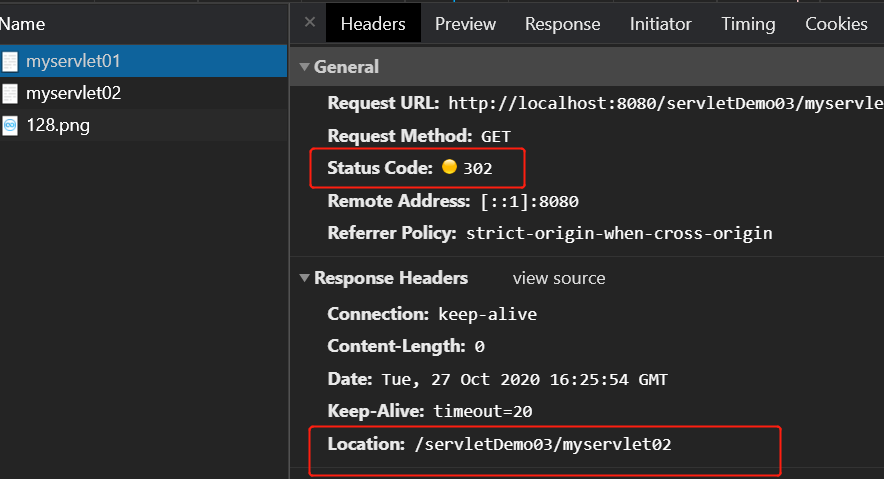 Name
myservlet01
myservlet02
128.png
× Headers Preview Response Initiator Timing Cookies
General
Request URL: http://localhost:8080/servletDemo03/myservle
Request Method: GET
Status Code: 302
Remote Address: [::1]:8080
Referrer Policy: strict-origin-when-cross-origin
Response Headers view source
Connection: keep-alive
Content-Length: 0
Date: Tue, 27 Oct 2020 16:25:54 GMT
Keep-Alive: timeout=20
Location: /servletDemo03/myservlet02